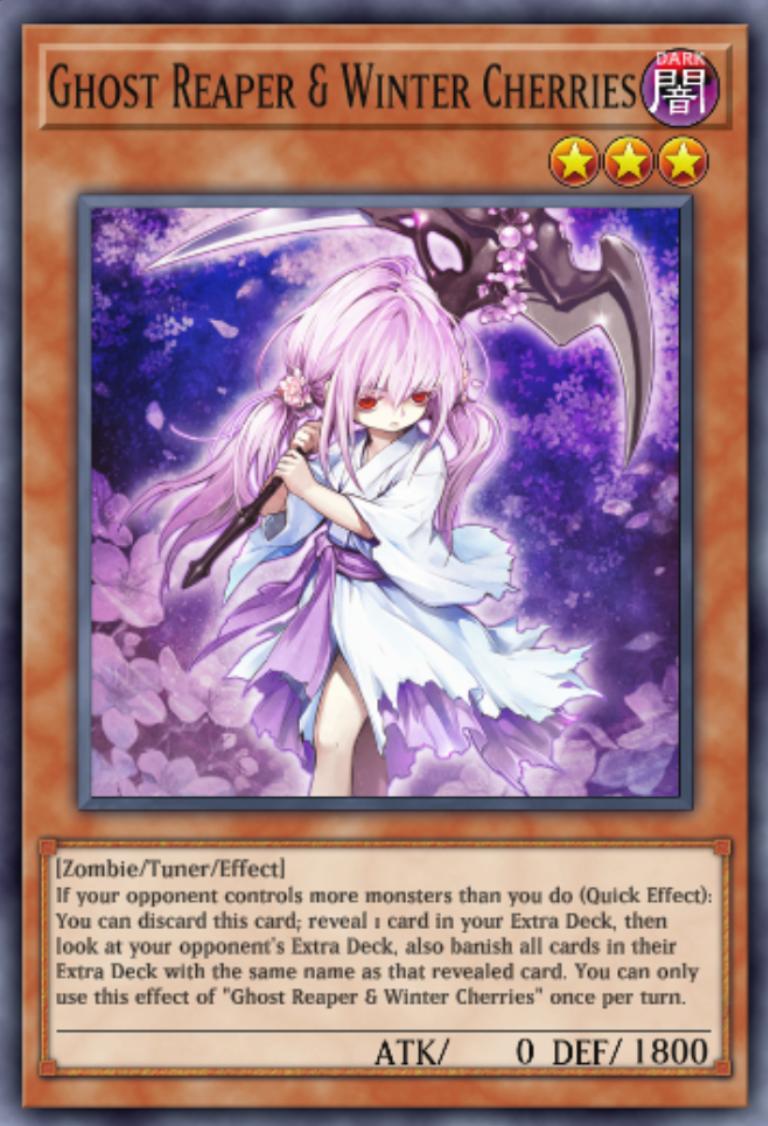 Ghost Reaper & Winter Cherries
DARK
闇
[Zombie/Tuner/Effect]
If your opponent controls more monsters than you do (Quick Effect):
You can discard this card; reveal 1 card in your Extra Deck, then
look at your opponent's Extra Deck, also banish all cards in their
Extra Deck with the same name as that revealed card. You can only
use this effect of "Ghost Reaper & Winter Cherries" once per turn.
ATK/ 0 DEF/ 1800